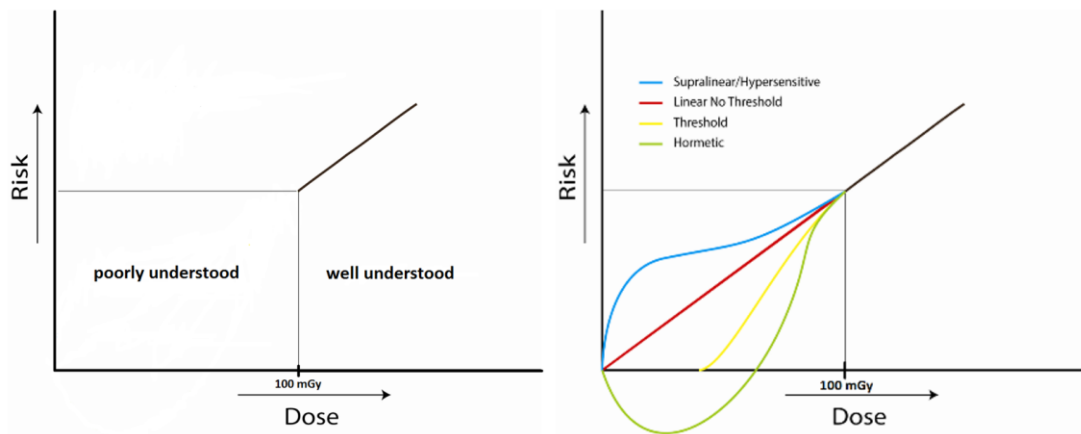 Risk
poorly understood
well understood
100 mGy
Dose
Supralinear/Hypersensitive
Linear No Threshold
Threshold
Hormetic
Risk
100 mGy
Dose